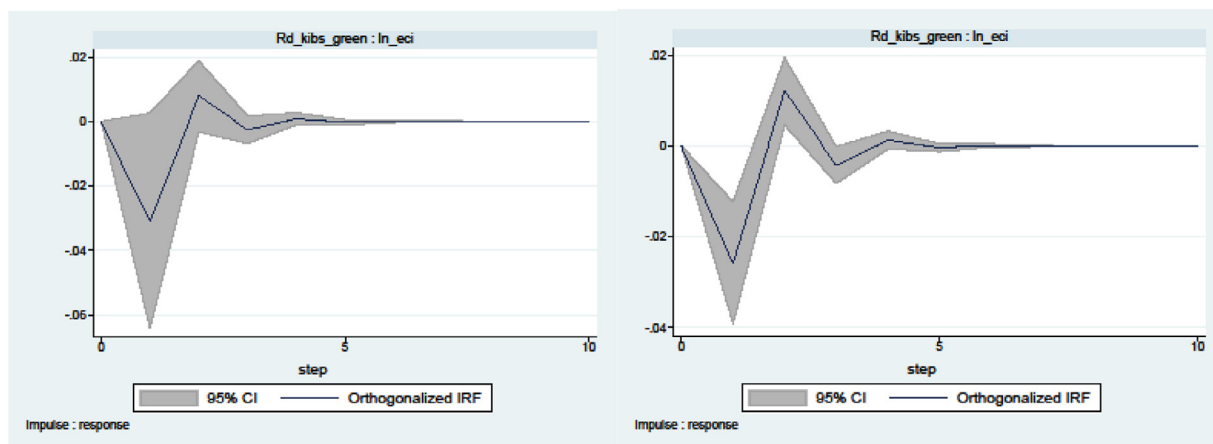 Rd_kibs_green : ln_eci
.02
0
-.02
-.04
-.06
0
5
10
step
95% CI
Orthogonalized IRF
Impulse : response
Rd_kibs_green : ln_eci
.02
0
-.02
-.04
0
5
10
step
95% CI
Orthogonalized IRF
Impulse : response